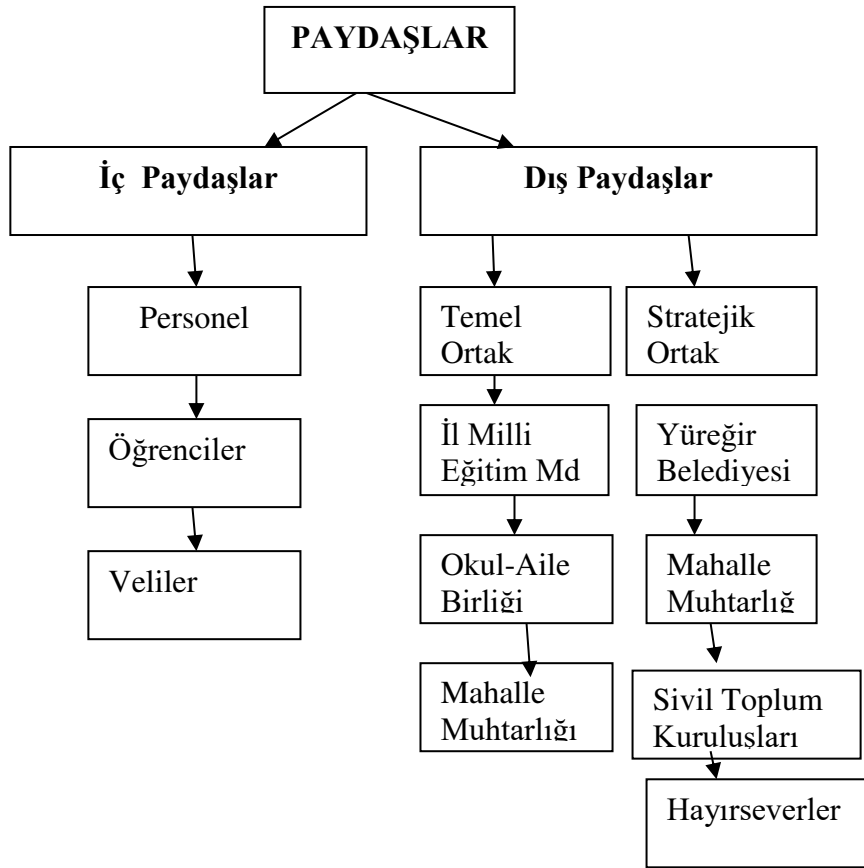 PAYDAŞLAR
İç Paydaşlar
Dış Paydaşlar
Personel
Öğrenciler
Veliler
Temel
Ortak
İl Milli
Eğitim Md
Okul-Aile
Birliği
Mahalle
Muhtarlığı
Stratejik
Ortak
Yüreğir
Belediyesi
Mahalle
Muhtarlığ
Sivil Toplum
Kuruluşları
Hayırseverler